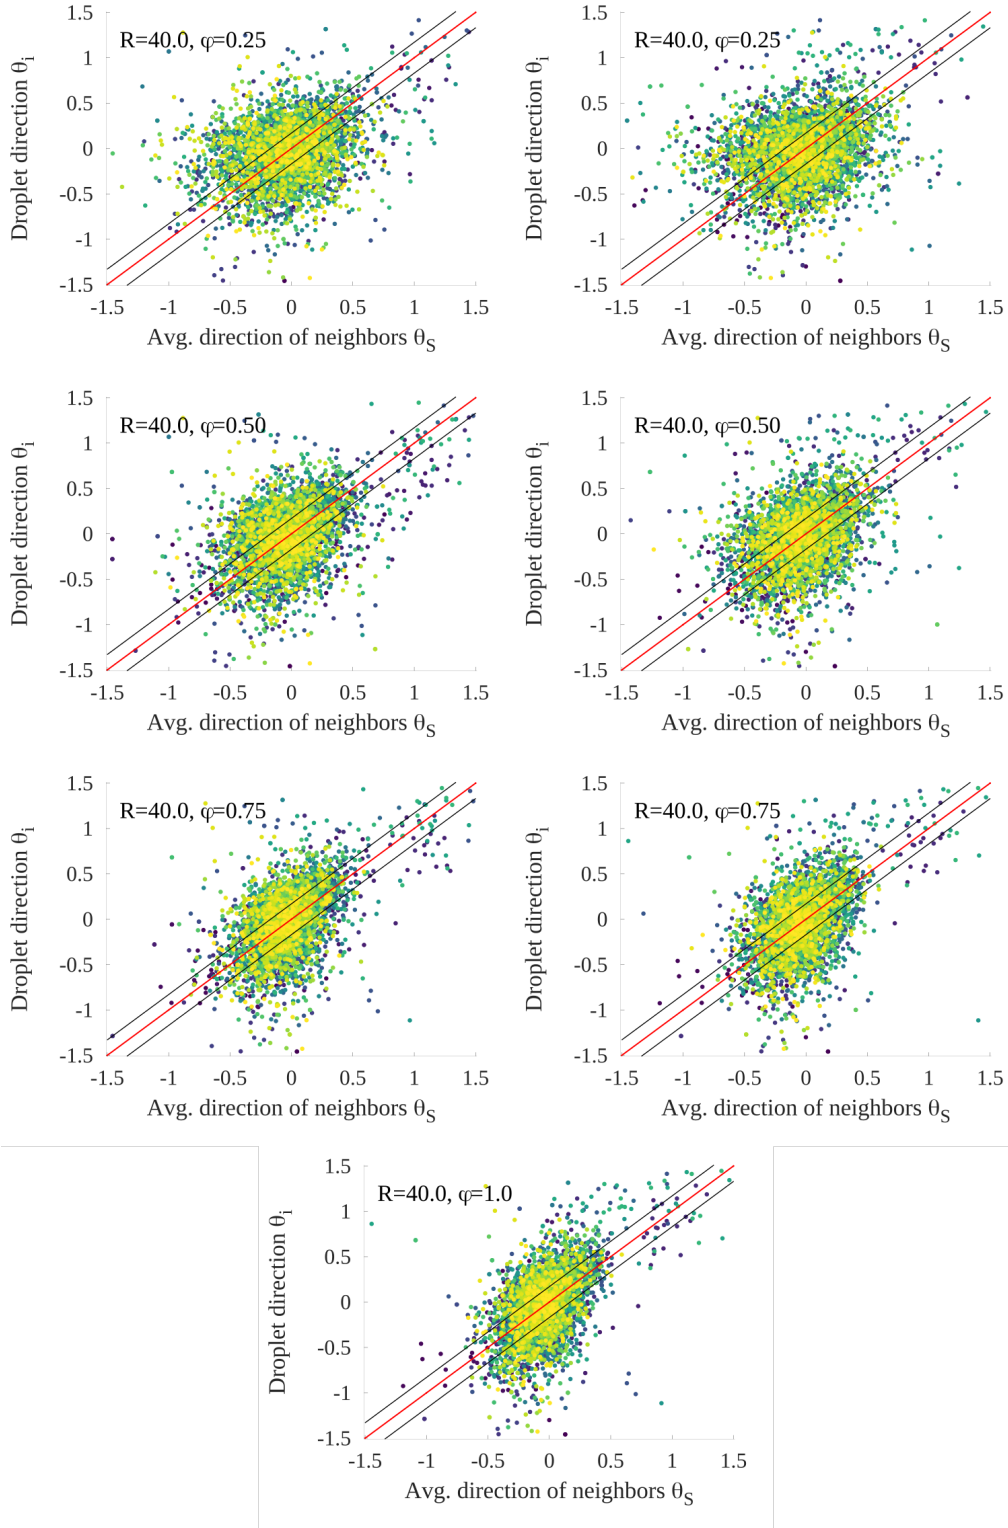 1.5
1
0.5
0
-0.5
-1
-1.5
Droplet direction θi
R=40.0, φ=0.25
-1.5 -1 -0.5 0 0.5 1 1.5
Avg. direction of neighbors θS
1.5
1
0.5
0
-0.5
-1
-1.5
Droplet direction θi
R=40.0, φ=0.25
-1.5 -1 -0.5 0 0.5 1 1.5
Avg. direction of neighbors θS
1.5
1
0.5
0
-0.5
-1
-1.5
Droplet direction θi
R=40.0, φ=0.50
-1.5 -1 -0.5 0 0.5 1 1.5
Avg. direction of neighbors θS
1.5
1
0.5
0
-0.5
-1
-1.5
Droplet direction θi
R=40.0, φ=0.50
-1.5 -1 -0.5 0 0.5 1 1.5
Avg. direction of neighbors θS
1.5
1
0.5
0
-0.5
-1
-1.5
Droplet direction θi
R=40.0, φ=0.75
-1.5 -1 -0.5 0 0.5 1 1.5
Avg. direction of neighbors θS
1.5
1
0.5
0
-0.5
-1
-1.5
Droplet direction θi
R=40.0, φ=0.75
-1.5 -1 -0.5 0 0.5 1 1.5
Avg. direction of neighbors θS
1.5
1
0.5
0
-0.5
-1
-1.5
Droplet direction θi
R=40.0, φ=1.0
-1.5 -1 -0.5 0 0.5 1 1.5
Avg. direction of neighbors θS